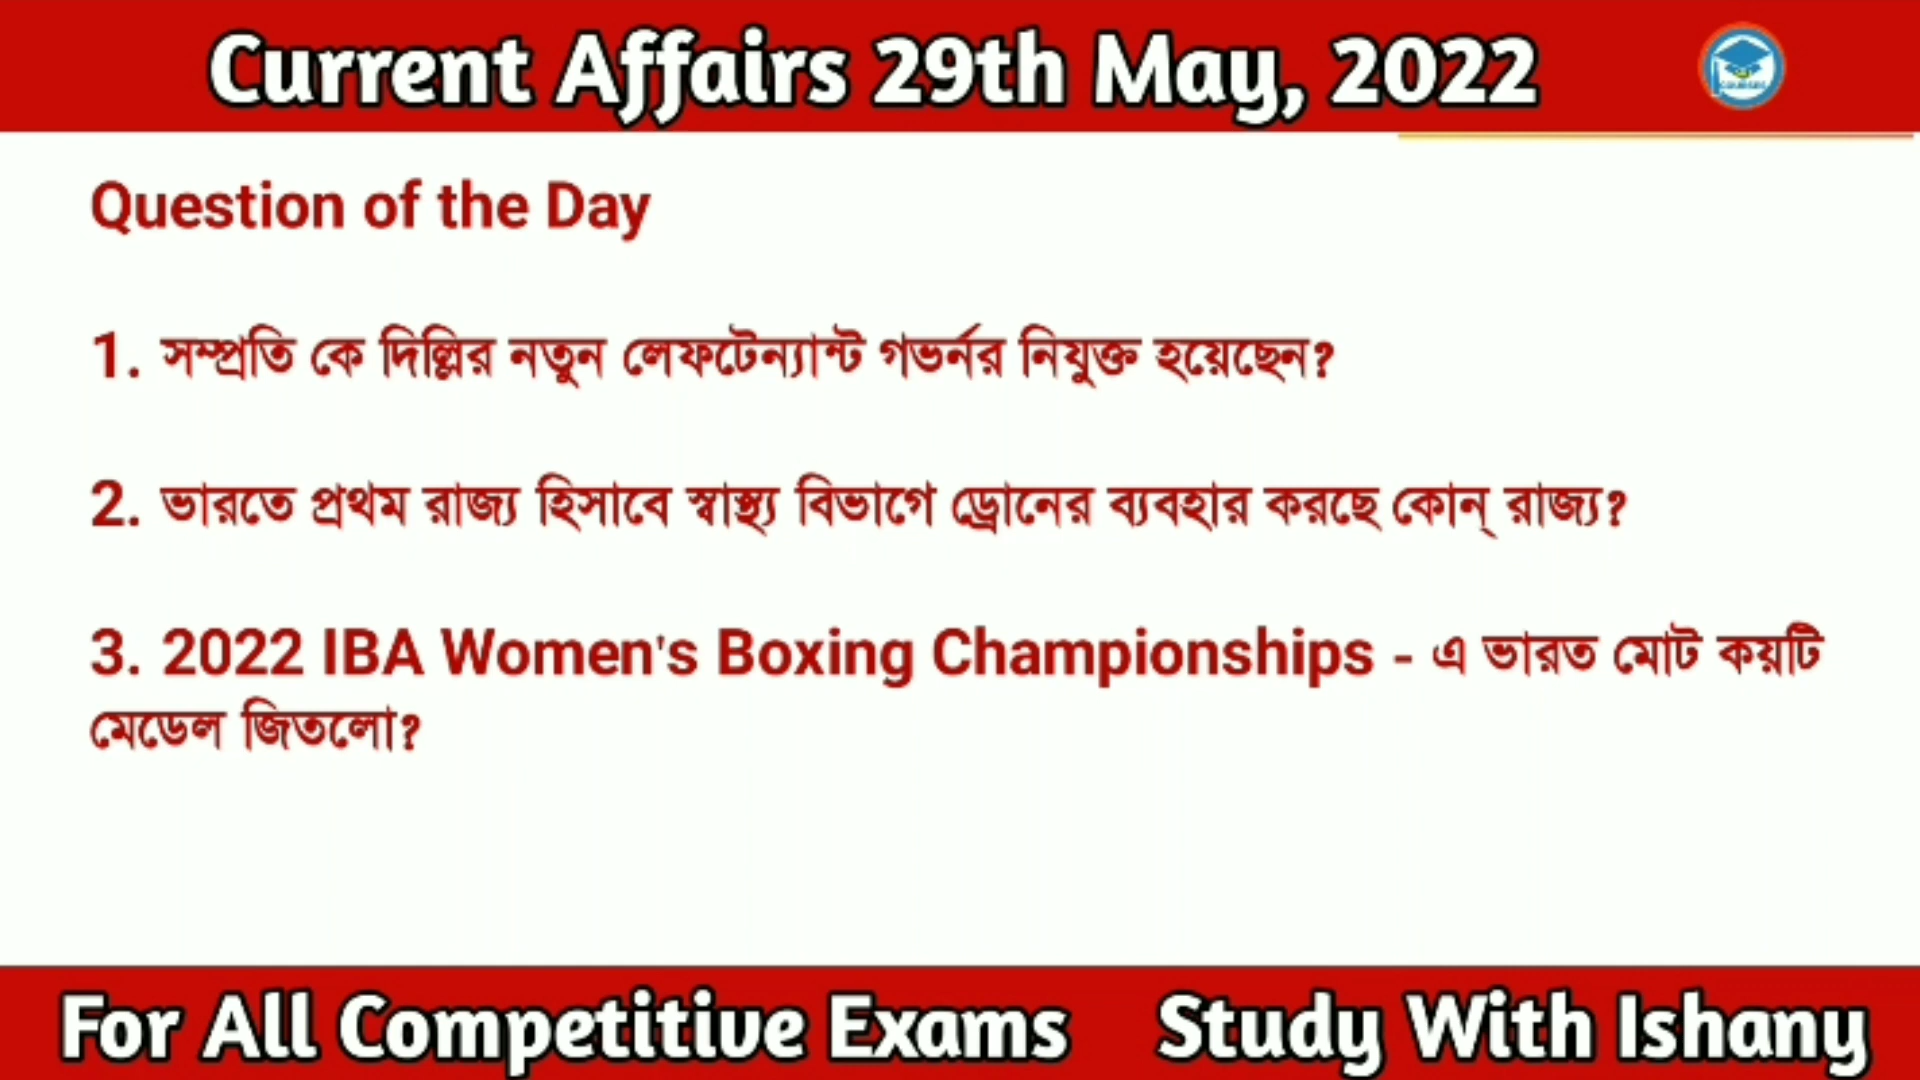 Current Affairs 29th May, 2022
Question of the Day
1. সম্প্রতি কে দিল্লির নতুন লেফটেন্যান্ট গভর্নর নিযুক্ত হয়েছেন?
2. ভারতে প্রথম রাজ্য হিসাবে স্বাস্থ্য বিভাগে ড্রোনের ব্যবহার করছে কোন্ রাজ্য?
3. 2022 IBA Women's Boxing Championships - এ ভারত মোট কয়টি
মেডেল জিতলো?
For All Competitive Exams Study With Ishany